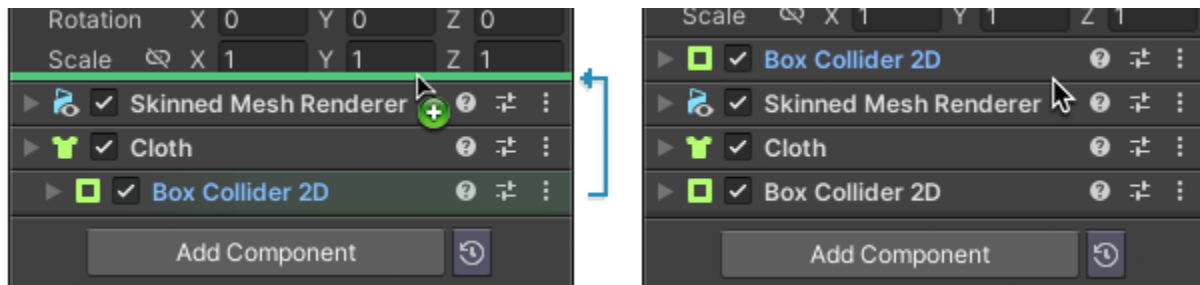 Rotation X 0 Y 0 Z 0
Scale X 1 Y 1 Z 1
Skinned Mesh Renderer
Cloth
Box Collider 2D
Add Component
Scale X 1 Y 1 Z 1
Box Collider 2D
Skinned Mesh Renderer
Cloth
Box Collider 2D
Add Component